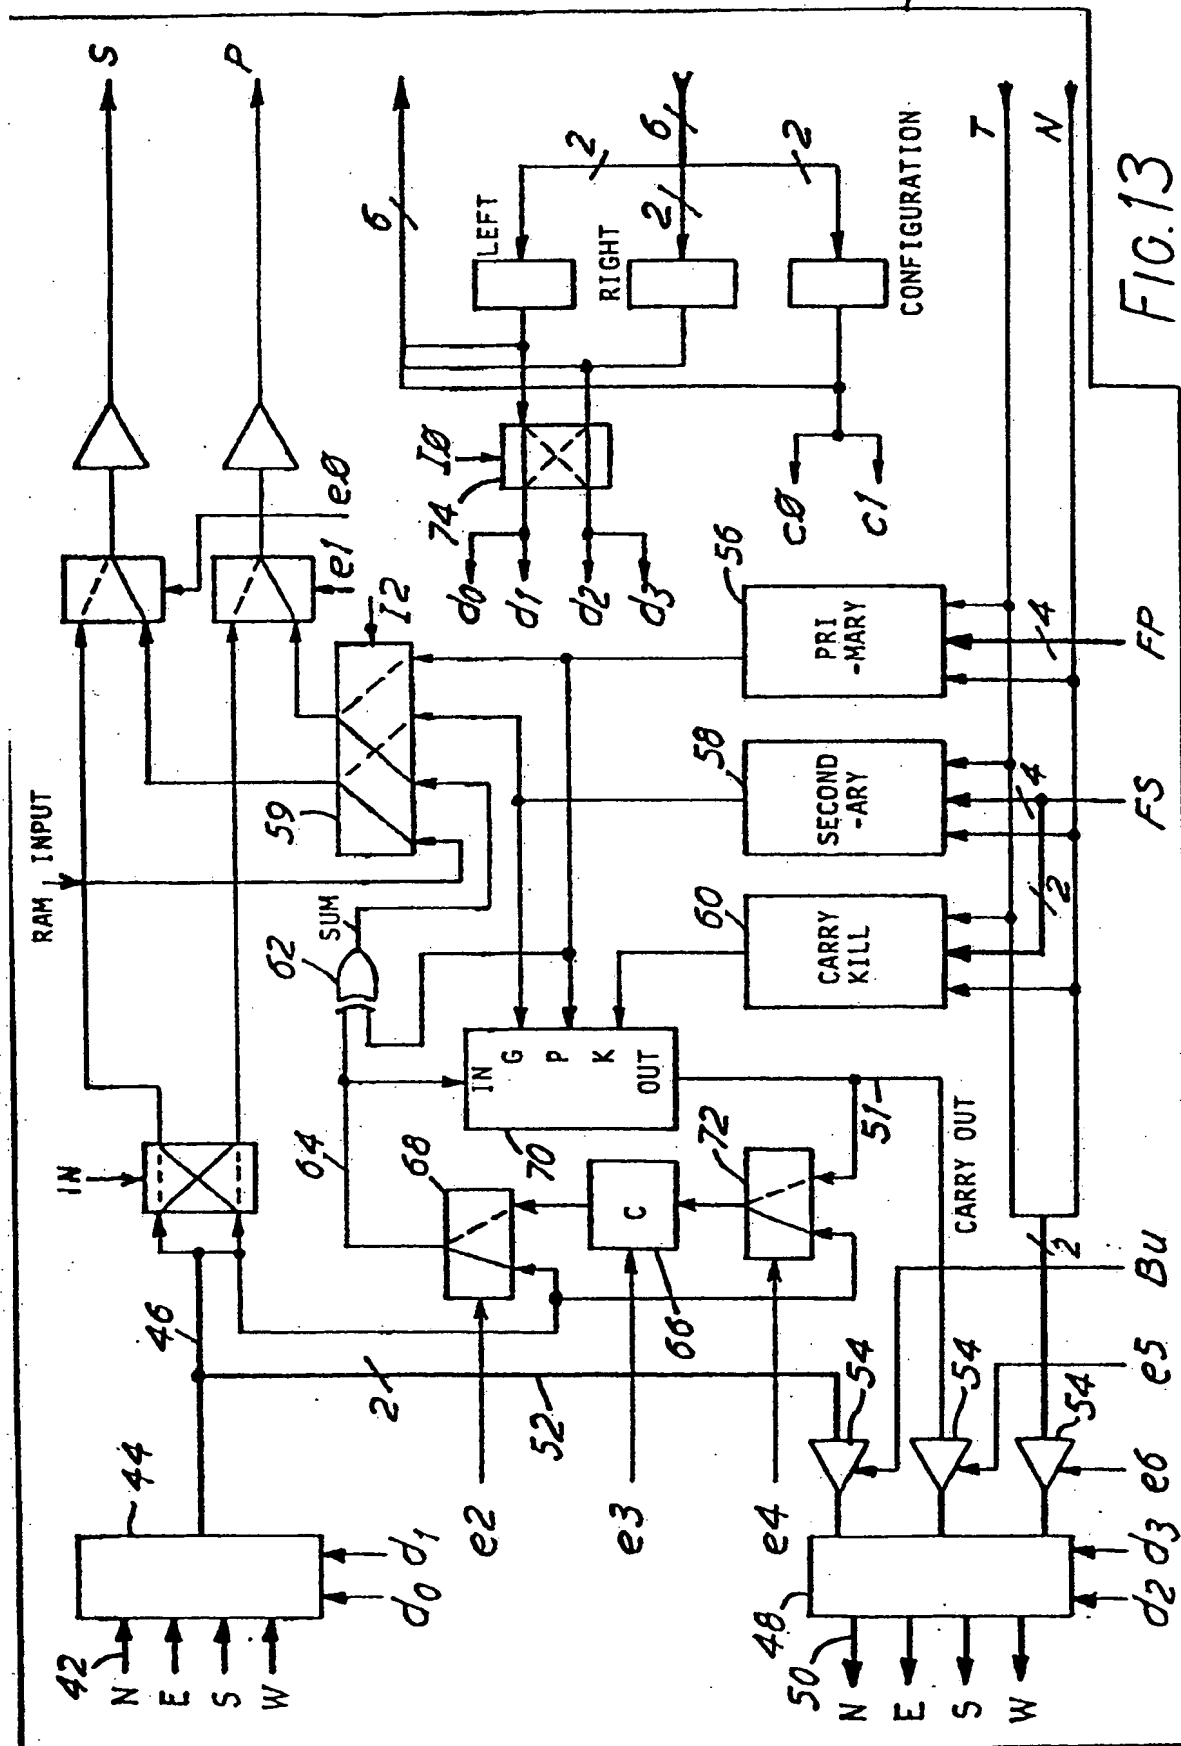 S
P
6
LEFT
2
RIGHT
2
6
2
CONFIGURATION
T
N
FIG.13
RAM INPUT
59
I2
e1
e0
I0
74
d0
d1
d2
d3
c0
c1
IN
62
SUM
64
68
IN
G
P
K
OUT
70
C
66
72
51
CARRY OUT
60
CARRY
KILL
58
SECOND
-ARY
56
PRI
-MARY
4
4
2
FP
FS
2
BU
e5
e6
46
2
52
54
54
54
e2
e3
e4
44
42
N
E
S
W
d0
d1
48
50
N
E
S
W
d2
d3